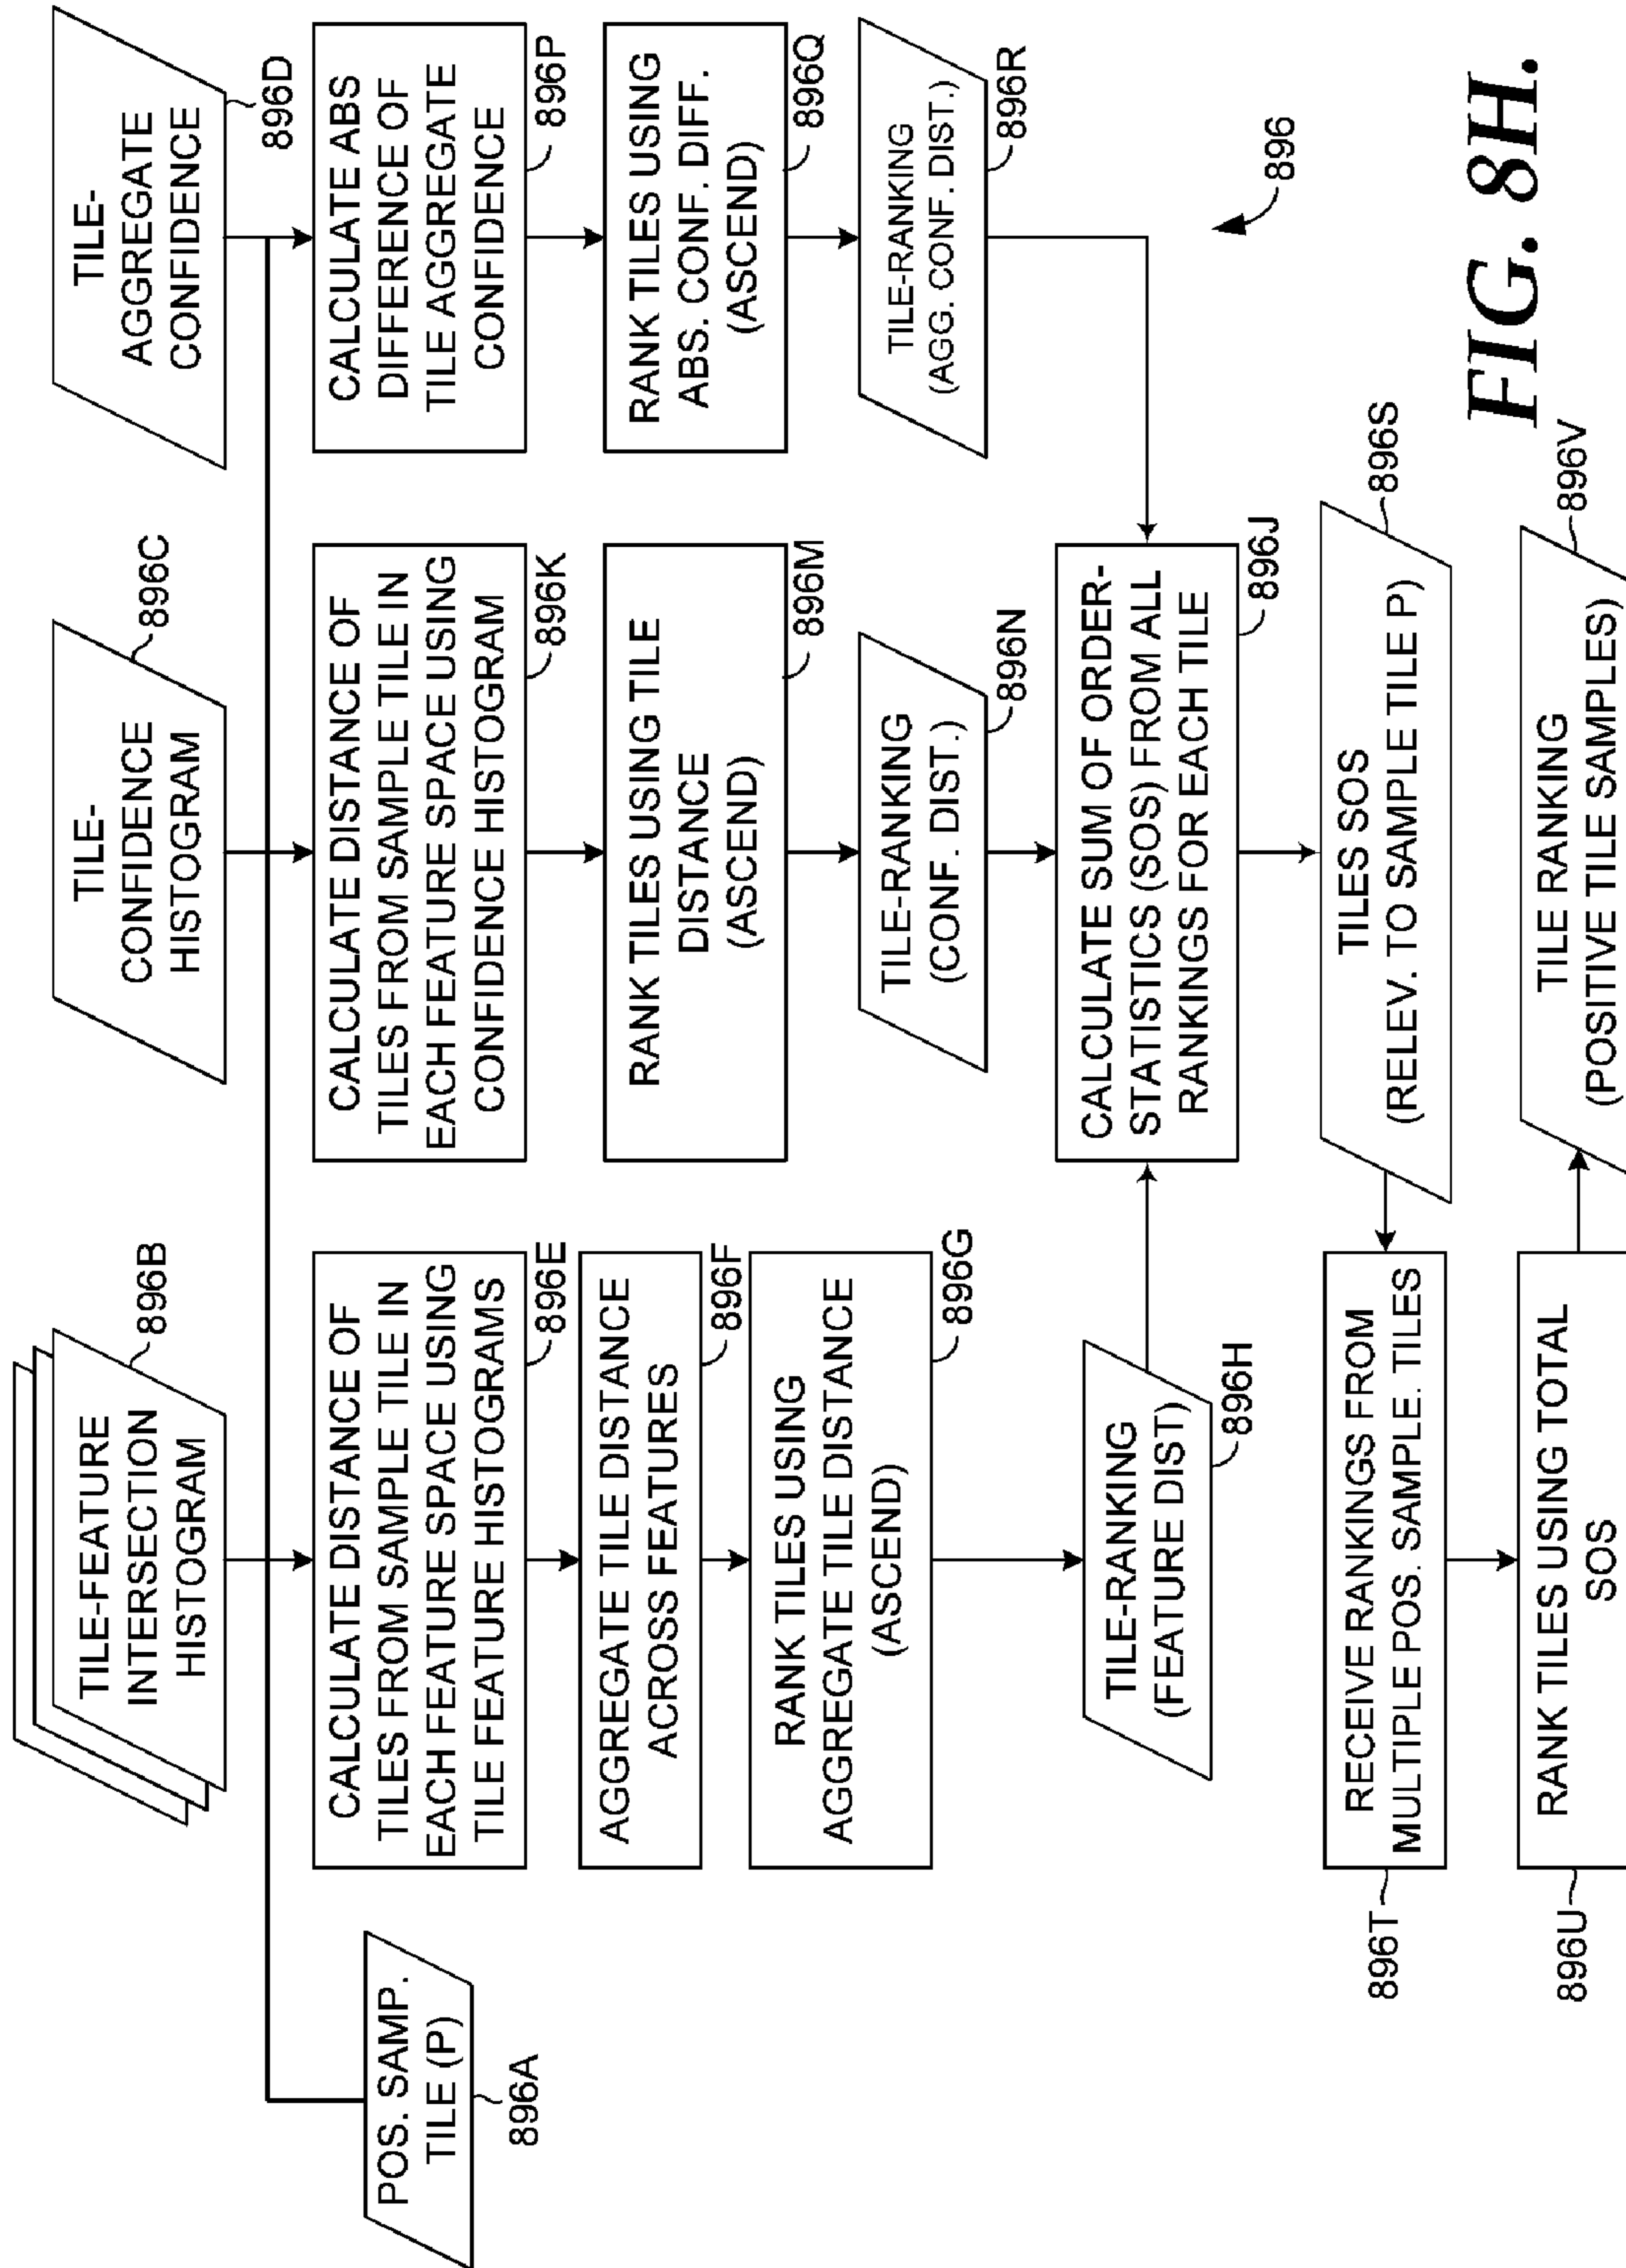 TILE-FEATURE
INTERSECTION
HISTOGRAM
896B
TILE-
CONFIDENCE
HISTOGRAM
896C
TILE-
AGGREGATE
CONFIDENCE
896D
POS. SAMP.
TILE (P)
896A
CALCULATE DISTANCE OF
TILES FROM SAMPLE TILE IN
EACH FEATURE SPACE USING
TILE FEATURE HISTOGRAMS
896E
CALCULATE DISTANCE OF
TILES FROM SAMPLE TILE IN
EACH FEATURE SPACE USING
CONFIDENCE HISTOGRAM
896K
CALCULATE ABS
DIFFERENCE OF
TILE AGGREGATE
CONFIDENCE
896P
AGGREGATE TILE DISTANCE
ACROSS FEATURES
896F
RANK TILES USING
AGGREGATE TILE DISTANCE
(ASCEND)
896G
RANK TILES USING TILE
DISTANCE
(ASCEND)
896M
RANK TILES USING
ABS. CONF. DIFF.
(ASCEND)
896Q
TILE-RANKING
(CONF. DIST.)
896N
TILE-RANKING
(AGG. CONF. DIST.)
896R
TILE-RANKING
(FEATURE DIST)
896H
CALCULATE SUM OF ORDER-
STATISTICS (SOS) FROM ALL
RANKINGS FOR EACH TILE
896J
896
RECEIVE RANKINGS FROM
MULTIPLE POS. SAMPLE. TILES
896T
TILES SOS
(RELEV. TO SAMPLE TILE P)
896S
RANK TILES USING TOTAL
SOS
896U
TILE RANKING
(POSITIVE TILE SAMPLES)
896V
FIG. 8H.